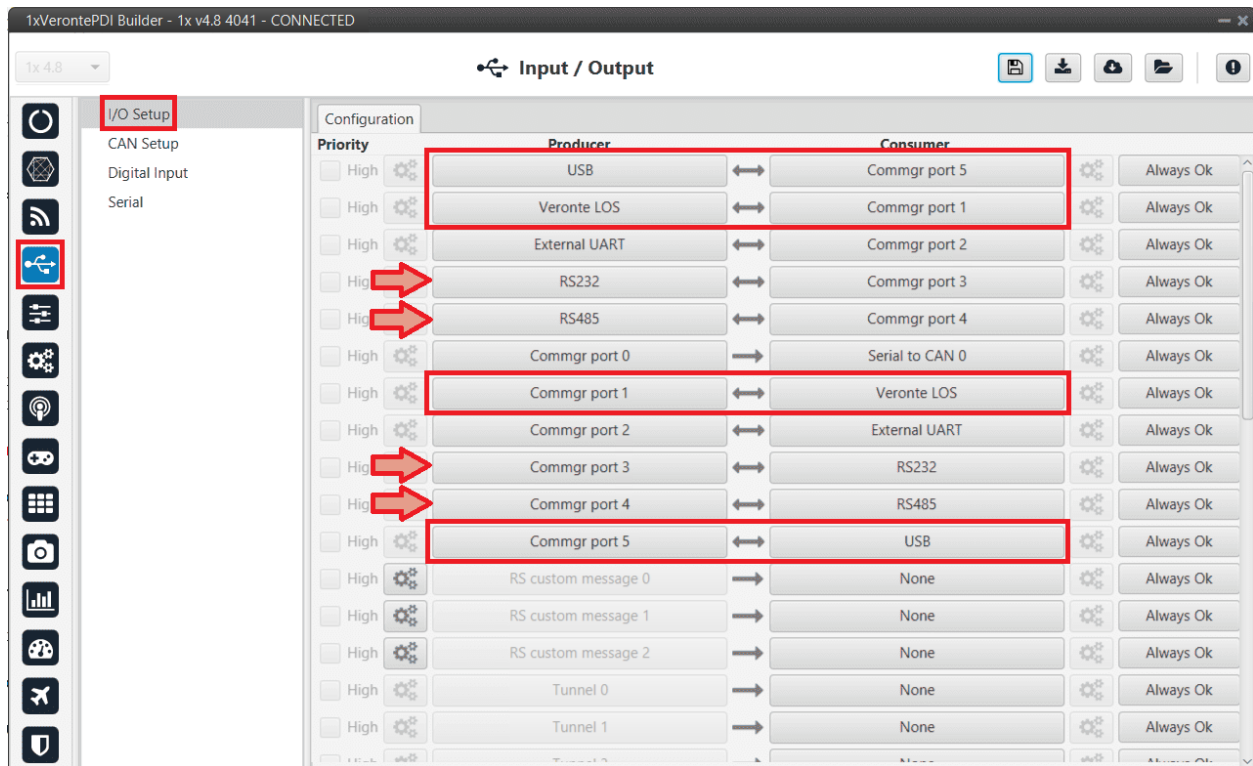 1xVerontePDI Builder - 1x v4.8 4041 - CONNECTED
1x 4.8
Input / Output
I/O Setup
CAN Setup
Digital Input
Serial
Configuration
Priority Producer Consumer
High USB Commgr port 5 Always Ok
High Veronte LOS Commgr port 1 Always Ok
High External UART Commgr port 2 Always Ok
High RS232 Commgr port 3 Always Ok
High RS485 Commgr port 4 Always Ok
High Commgr port 0 Serial to CAN 0 Always Ok
High Commgr port 1 Veronte LOS Always Ok
High Commgr port 2 External UART Always Ok
High Commgr port 3 RS232 Always Ok
High Commgr port 4 RS485 Always Ok
High Commgr port 5 USB Always Ok
High RS custom message 0 None Always Ok
High RS custom message 1 None Always Ok
High RS custom message 2 None Always Ok
High Tunnel 0 None Always Ok
High Tunnel 1 None Always Ok